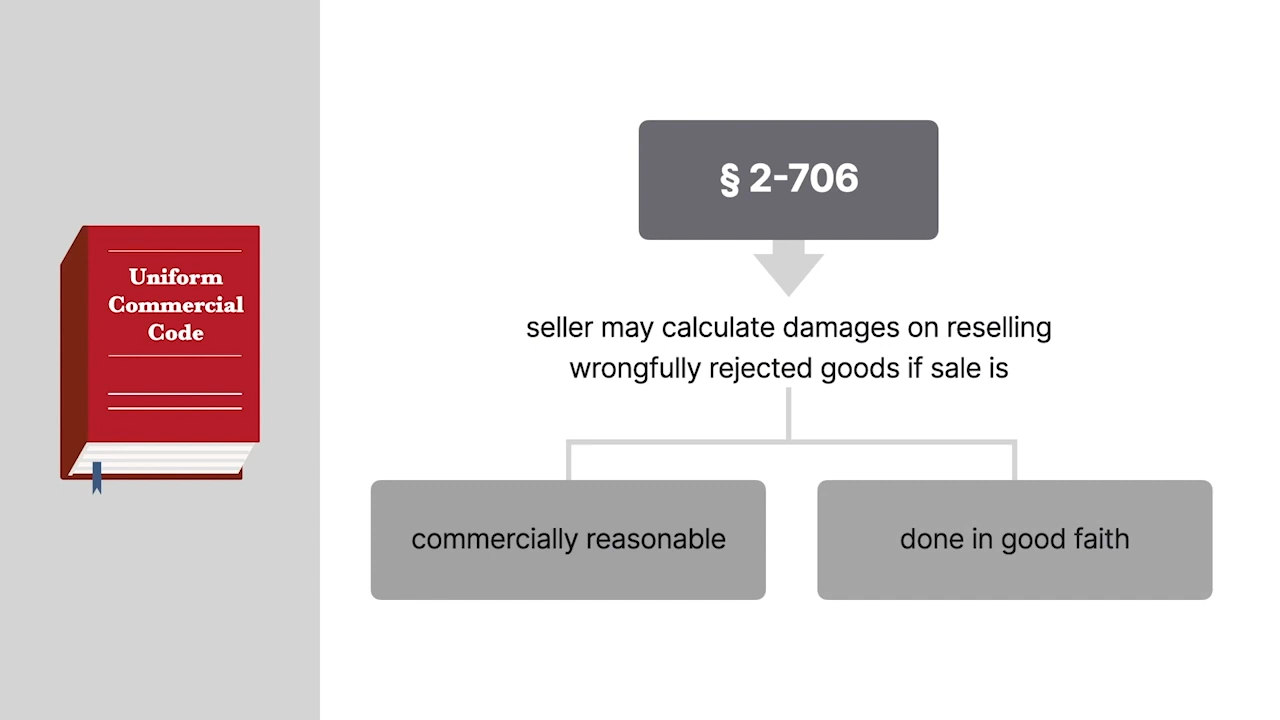 Uniform
Commercial
Code
§ 2-706
seller may calculate damages on reselling
wrongfully rejected goods if sale is
commercially reasonable
done in good faith